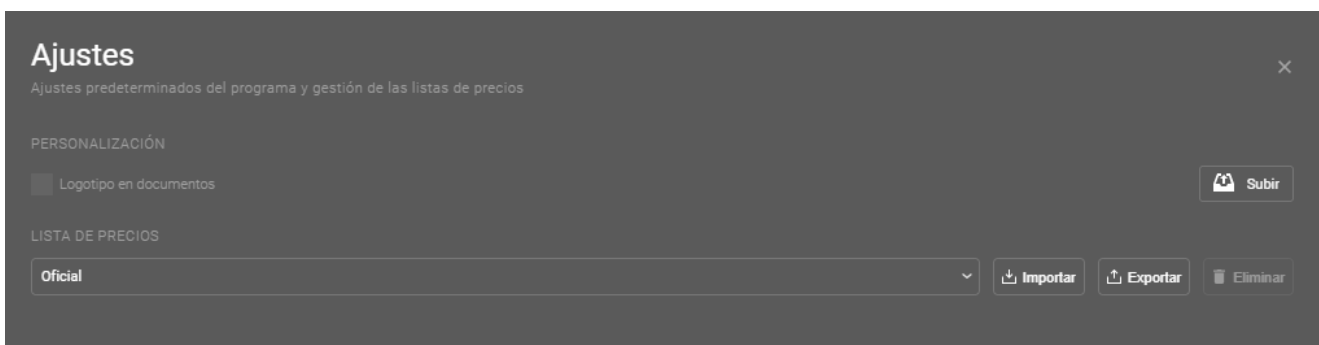 Ajustes
Ajustes predeterminados del programa y gestión de las listas de precios
PERSONALIZACIÓN
Logotipo en documentos
Subir
LISTA DE PRECIOS
Oficial
Importar
Exportar
Eliminar